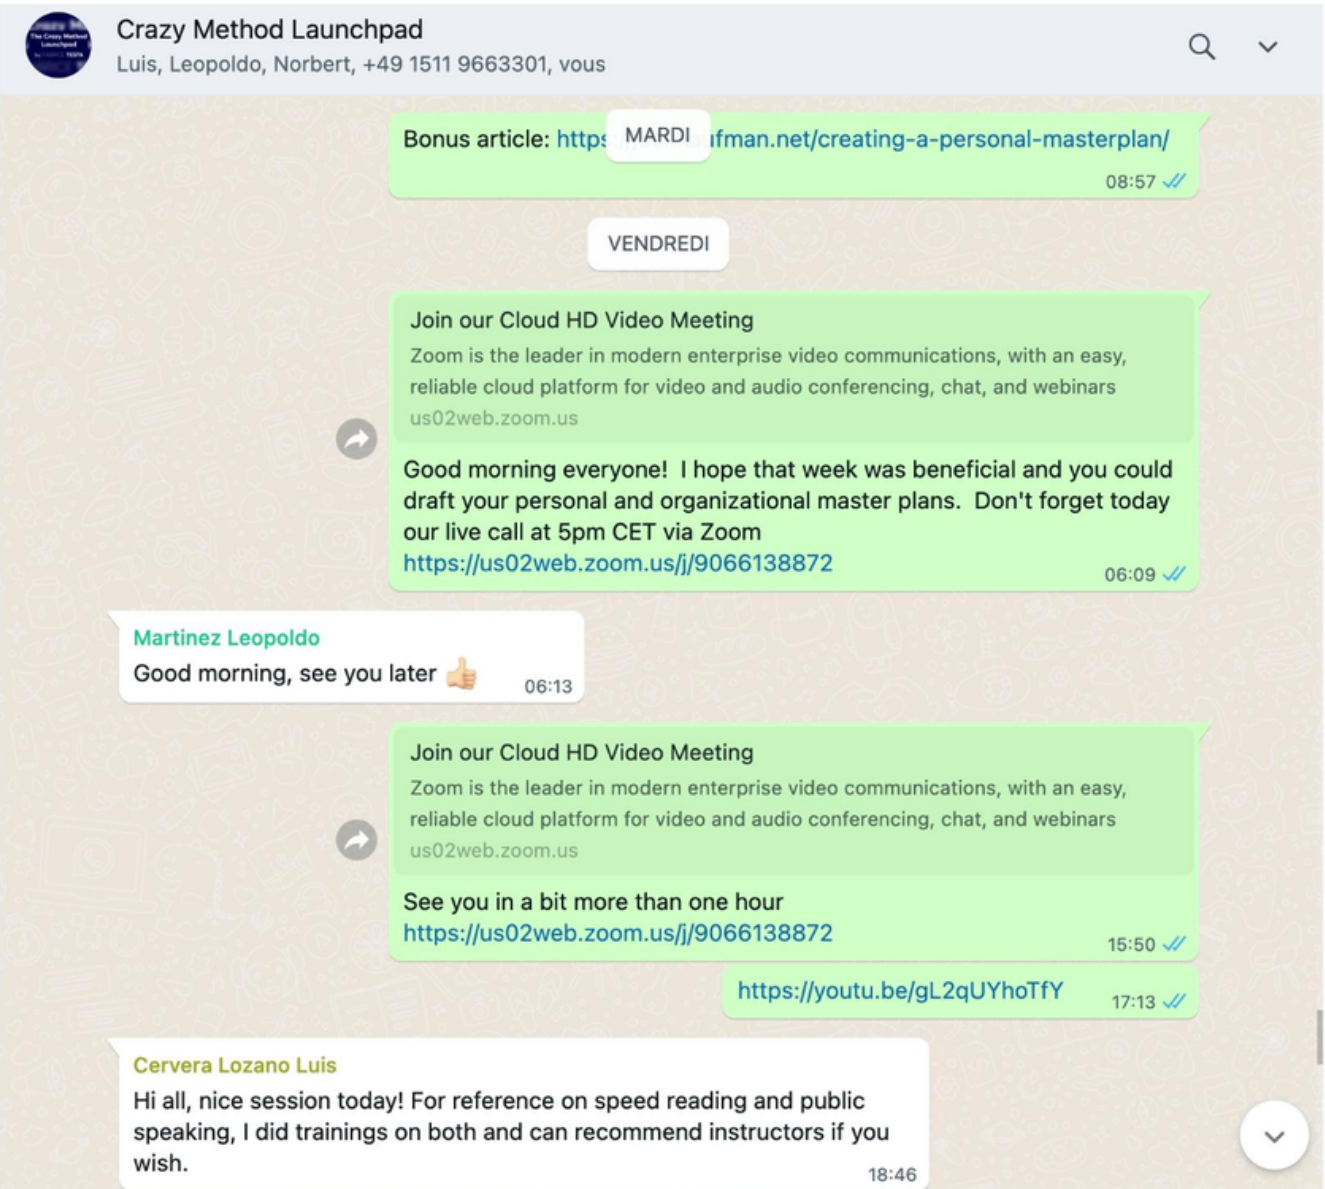 The Crazy Method
Launchpad
Crazy Method Launchpad
Luis, Leopoldo, Norbert, +49 1511 9663301, vous
MARDI
Bonus article: https ufman.net/creating-a-personal-masterplan/
08:57
VENDREDI
Join our Cloud HD Video Meeting
Zoom is the leader in modern enterprise video communications, with an easy,
reliable cloud platform for video and audio conferencing, chat, and webinars
us02web.zoom.us
Good morning everyone!  I hope that week was beneficial and you could
draft your personal and organizational master plans.  Don't forget today
our live call at 5pm CET via Zoom
https://us02web.zoom.us/j/9066138872
06:09
Martinez Leopoldo
Good morning, see you later 👍🏻
06:13
Join our Cloud HD Video Meeting
Zoom is the leader in modern enterprise video communications, with an easy,
reliable cloud platform for video and audio conferencing, chat, and webinars
us02web.zoom.us
See you in a bit more than one hour
https://us02web.zoom.us/j/9066138872
15:50
https://youtu.be/gL2qUYhoTfY
17:13
Cervera Lozano Luis
Hi all, nice session today! For reference on speed reading and public
speaking, I did trainings on both and can recommend instructors if you
wish.
18:46